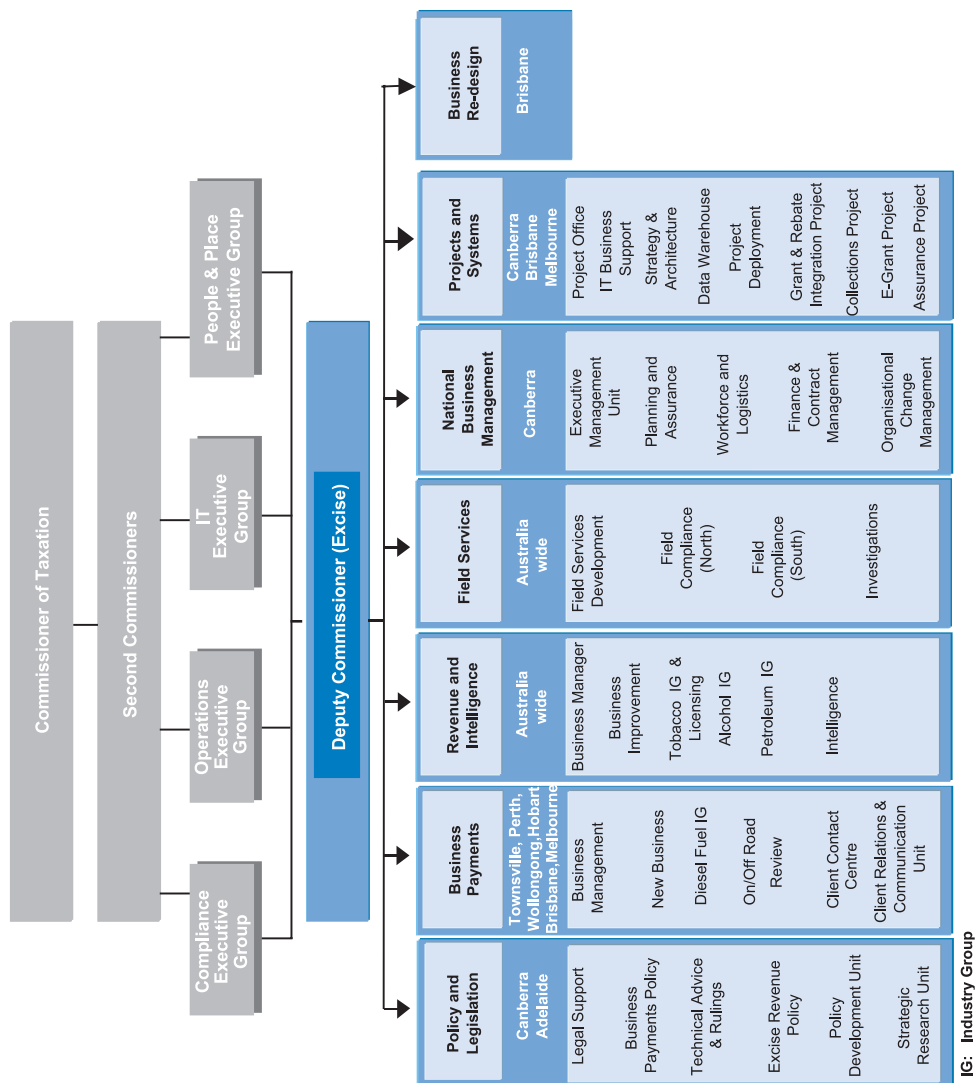 Commissioner of Taxation
Second Commissioners
Compliance
Executive
Group
Operations
Executive
Group
IT
Executive
Group
People & Place
Executive Group
Deputy Commissioner (Excise)
Policy and
Legislation
Canberra
Adelaide
Legal Support
Business
Payments Policy
Technical Advice
& Rulings
Excise Revenue
Policy
Policy
Development Unit
Strategic
Research Unit
Business
Payments
Townsville, Perth,
Wollongong,Hobart
Brisbane,Melbourne
Business
Management
New Business
Diesel Fuel IG
On/Off Road
Review
Client Contact
Centre
Client Relations &
Communication
Unit
Revenue and
Intelligence
Australia
wide
Business Manager
Business
Improvement
Tobacco IG &
Licensing
Alcohol IG
Petroleum IG
Intelligence
Field Services
Australia
wide
Field Services
Development
Field
Compliance
(North)
Field
Compliance
(South)
Investigations
National
Business
Management
Canberra
Executive
Management
Unit
Planning and
Assurance
Workforce and
Logistics
Finance &
Contract
Management
Organisational
Change
Management
Projects and
Systems
Canberra
Brisbane
Melbourne
Project Office
IT Business
Support
Strategy &
Architecture
Data Warehouse
Project
Deployment
Grant & Rebate
Integration Project
Collections Project
E-Grant Project
Assurance Project
Business
Re-design
Brisbane
IG: Industry Group